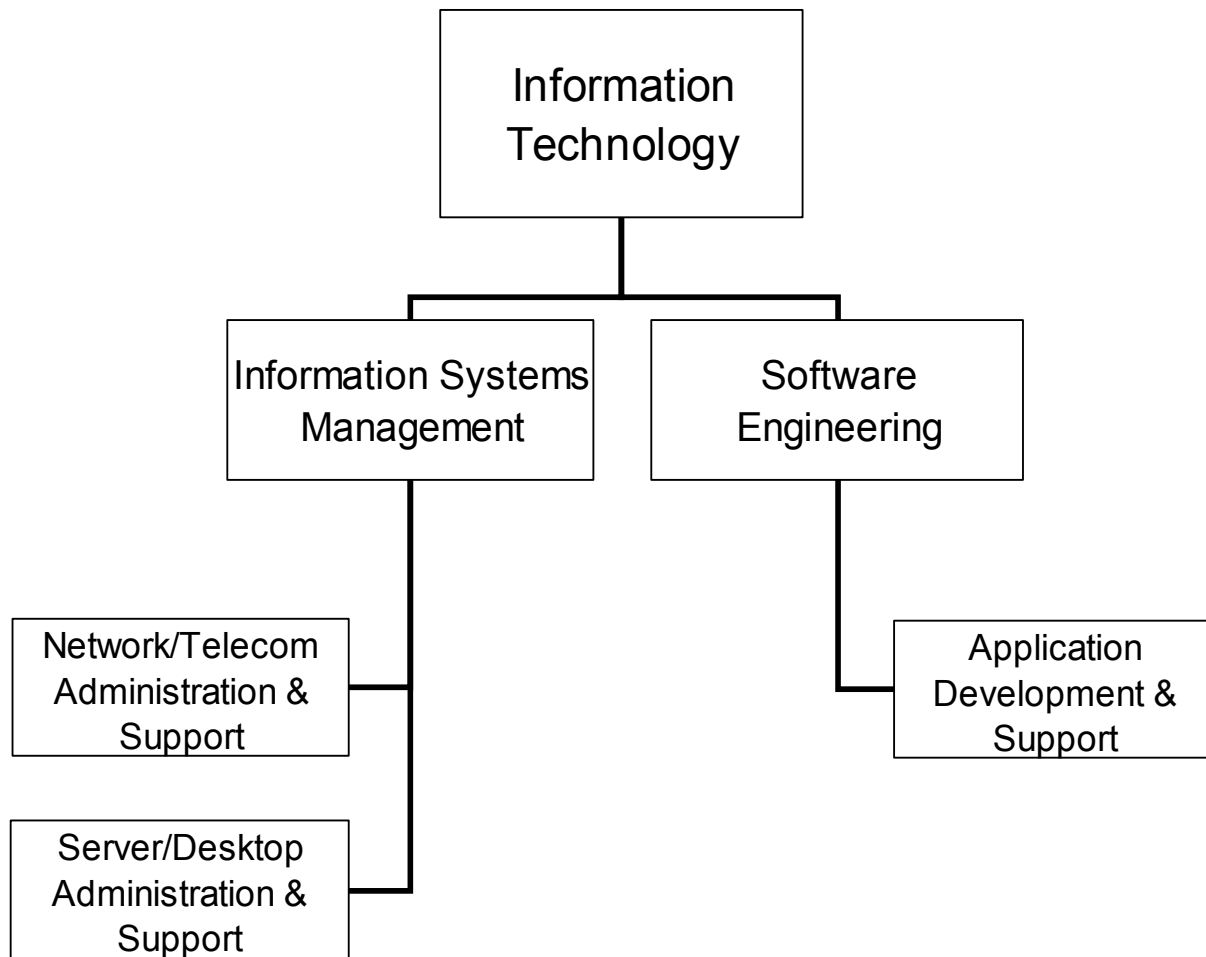 Information
Technology
Information Systems
Management
Software
Engineering
Network/Telecom
Administration &
Support
Application
Development &
Support
Server/Desktop
Administration &
Support